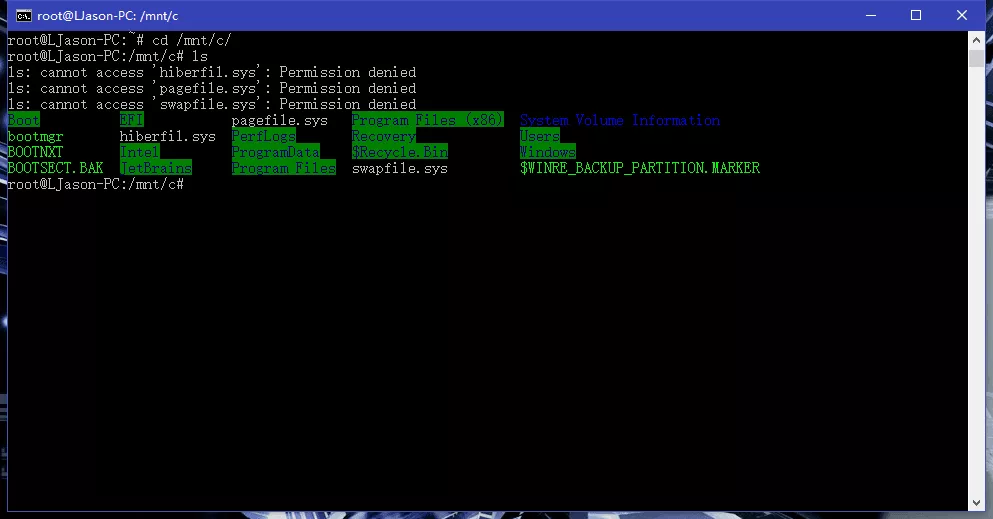 root@LJason-PC: /mnt/c
root@LJason-PC:~# cd /mnt/c/
root@LJason-PC:/mnt/c# ls
ls: cannot access 'hiberfil.sys': Permission denied
ls: cannot access 'pagefile.sys': Permission denied
ls: cannot access 'swapfile.sys': Permission denied
Boot EFI pagefile.sys Program Files (x86) System Volume Information
bootmgr hiberfil.sys PerfLogs Recovery Users
BOOTNXT Intel ProgramData $Recycle.Bin Windows
BOOTSECT.BAK JetBrains Program Files swapfile.sys $WINRE_BACKUP_PARTITION.MARKER
root@LJason-PC:/mnt/c#